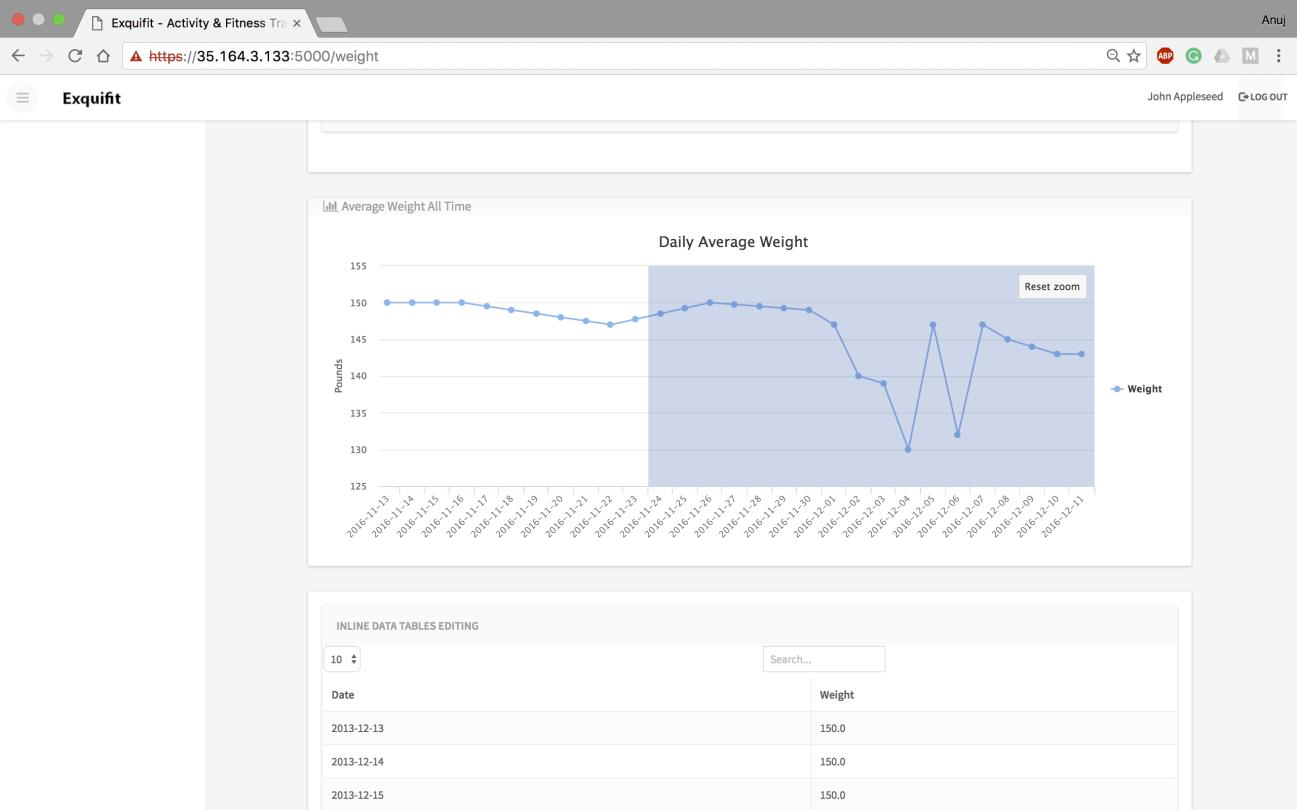 Exquifit - Activity & Fitness Tra
Anuj
https://35.164.3.133:5000/weight
ABP
G
M
Exquifit
John Appleseed
LOG OUT
Average Weight All Time
Daily Average Weight
Reset zoom
155
150
145
140
135
130
125
Pounds
Weight
2016-11-13
2016-11-14
2016-11-15
2016-11-16
2016-11-17
2016-11-18
2016-11-19
2016-11-20
2016-11-21
2016-11-22
2016-11-23
2016-11-24
2016-11-25
2016-11-26
2016-11-27
2016-11-28
2016-11-29
2016-11-30
2016-12-01
2016-12-02
2016-12-03
2016-12-04
2016-12-05
2016-12-06
2016-12-07
2016-12-08
2016-12-09
2016-12-10
2016-12-11
INLINE DATA TABLES EDITING
10
Search...
Date Weight
2013-12-13 150.0
2013-12-14 150.0
2013-12-15 150.0